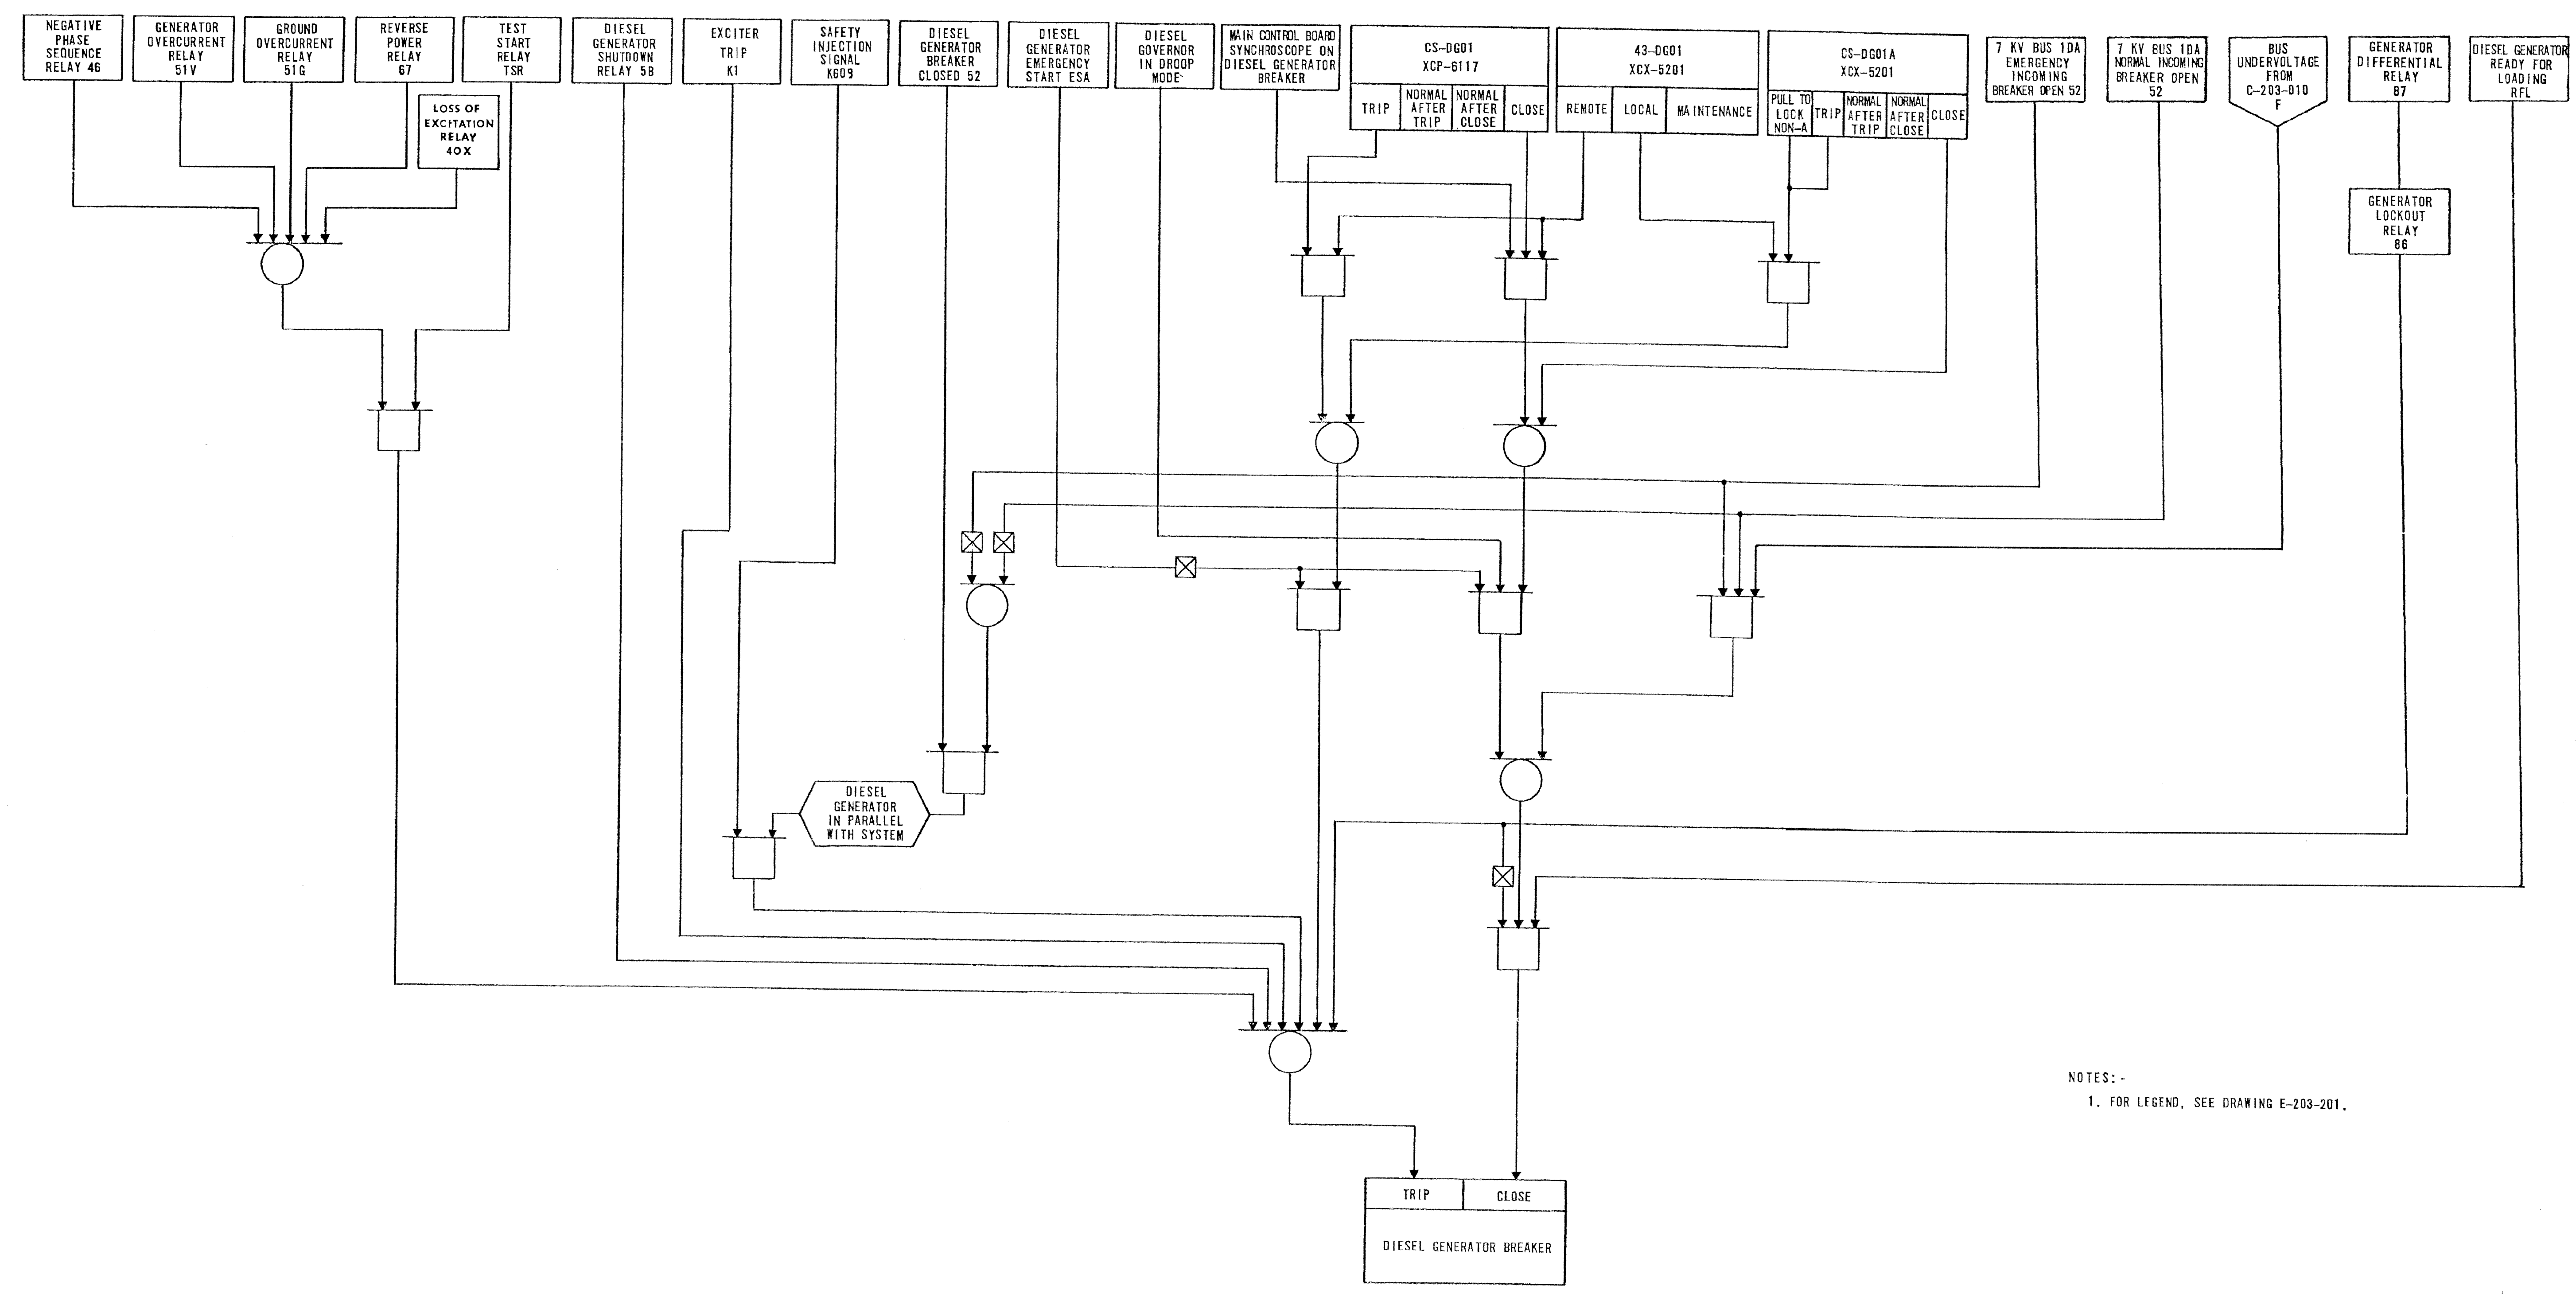 NEGATIVE
PHASE
SEQUENCE
RELAY 46
GENERATOR
OVERCURRENT
RELAY
51V
GROUND
OVERCURRENT
RELAY
51G
REVERSE
POWER
RELAY
67
LOSS OF
EXCITATION
RELAY
40X
TEST
START
RELAY
TSR
DIESEL
GENERATOR
SHUTDOWN
RELAY 5B
EXCITER
TRIP
K1
SAFETY
INJECTION
SIGNAL
K609
DIESEL
GENERATOR
BREAKER
CLOSED 52
DIESEL
GENERATOR
EMERGENCY
START ESA
DIESEL
GOVERNOR
IN DROOP
MODE
MAIN CONTROL BOARD
SYNCHROSCOPE ON
DIESEL GENERATOR
BREAKER
CS-DG01
XCP-6117
TRIP
NORMAL
AFTER
TRIP
NORMAL
AFTER
CLOSE
CLOSE
43-DG01
XCX-5201
REMOTE
LOCAL
MAINTENANCE
CS-DG01A
XCX-5201
PULL TO
LOCK
NON-A
TRIP
NORMAL
AFTER
TRIP
NORMAL
AFTER
CLOSE
CLOSE
7 KV BUS 1DA
EMERGENCY
INCOMING
BREAKER OPEN 52
7 KV BUS 1DA
NORMAL INCOMING
BREAKER OPEN
52
BUS
UNDERVOLTAGE
FROM
C-203-010
F
GENERATOR
DIFFERENTIAL
RELAY
87
GENERATOR
LOCKOUT
RELAY
86
DIESEL GENERATOR
READY FOR
LOADING
RFL
DIESEL
GENERATOR
IN PARALLEL
WITH SYSTEM
NOTES:-
1. FOR LEGEND, SEE DRAWING E-203-201.
TRIP
CLOSE
DIESEL GENERATOR BREAKER